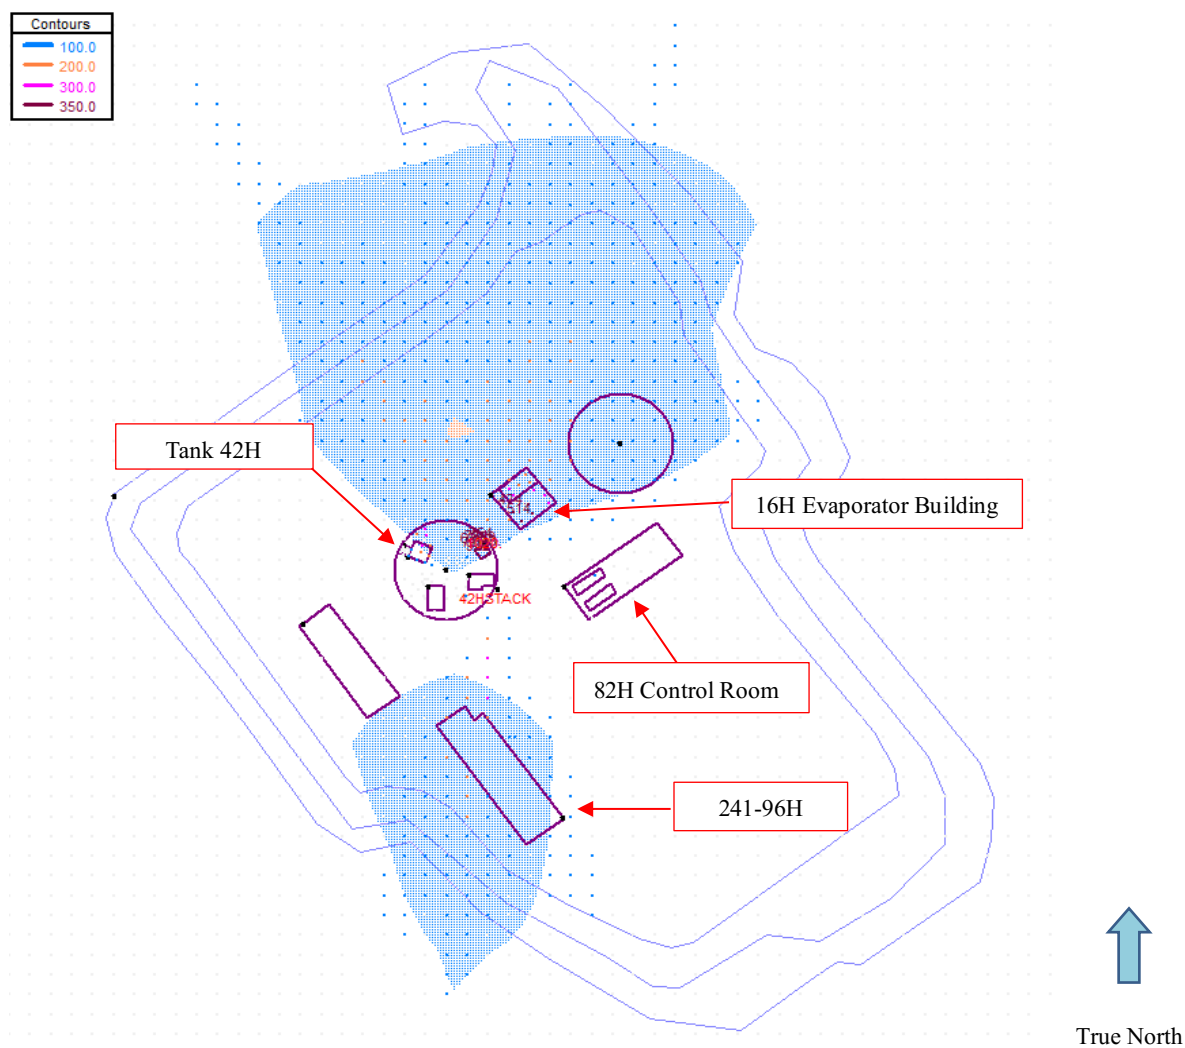 Contours
100.0
200.0
300.0
350.0
Tank 42H
16H Evaporator Building
42HSTACK
82H Control Room
241-96H
True North